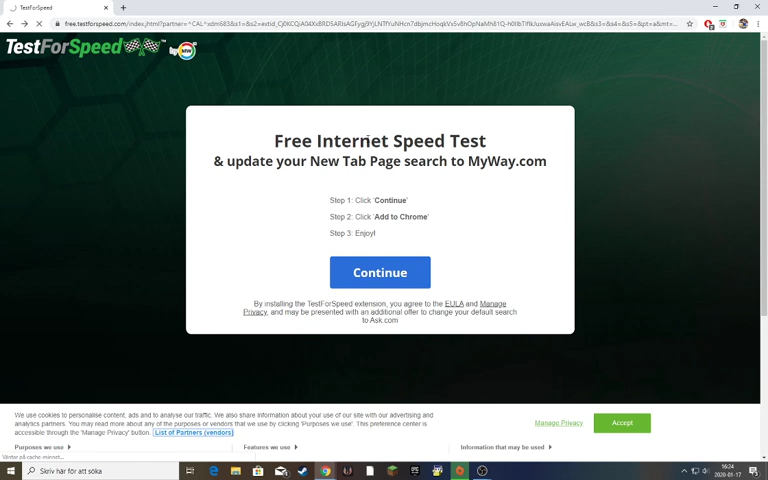 TestForSpeed
free.testforspeed.com
TestForSpeed™
by MW
Free Internet Speed Test
& update your New Tab Page search to MyWay.com
Step 1: Click 'Continue'
Step 2: Click 'Add to Chrome'
Step 3: Enjoy!
Continue
By installing the TestForSpeed extension, you agree to the EULA and Manage
Privacy, and may be presented with an additional offer to change your default search
to Ask.com
We use cookies to personalise content, ads and to analyse our traffic. We also share information about your use of our site with our advertising and
analytics partners. You may read more about any of the purposes or vendors that we use by clicking 'Purposes we use'. This preference center is
accessible through the 'Manage Privacy' button. List of Partners (vendors)
Manage Privacy
Accept
Purposes we use
Features we use
Information that may be used
Väntar på cache minnet...
Skriv här för att söka
16:24
2020-01-17